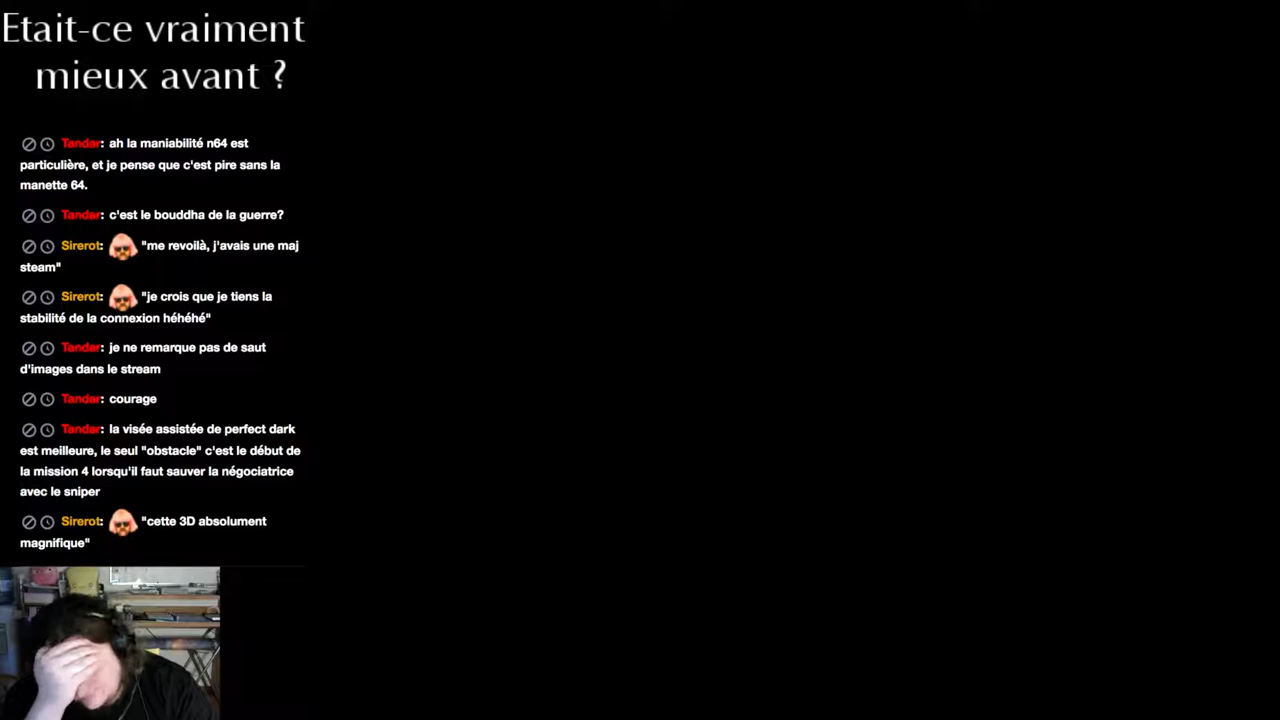 Etait-ce vraiment
mieux avant ?
Tandar: ah la maniabilité n64 est
particulière, et je pense que c'est pire sans la
manette 64.
Tandar: c'est le bouddha de la guerre?
Sirerot: "me revoilà, j'avais une maj
steam"
Sirerot: "je crois que je tiens la
stabilité de la connexion héhéhé"
Tandar: je ne remarque pas de saut
d'images dans le stream
Tandar: courage
Tandar: la visée assistée de perfect dark
est meilleure, le seul "obstacle" c'est le début de
la mission 4 lorsqu'il faut sauver la négociatrice
avec le sniper
Sirerot: "cette 3D absolument
magnifique"